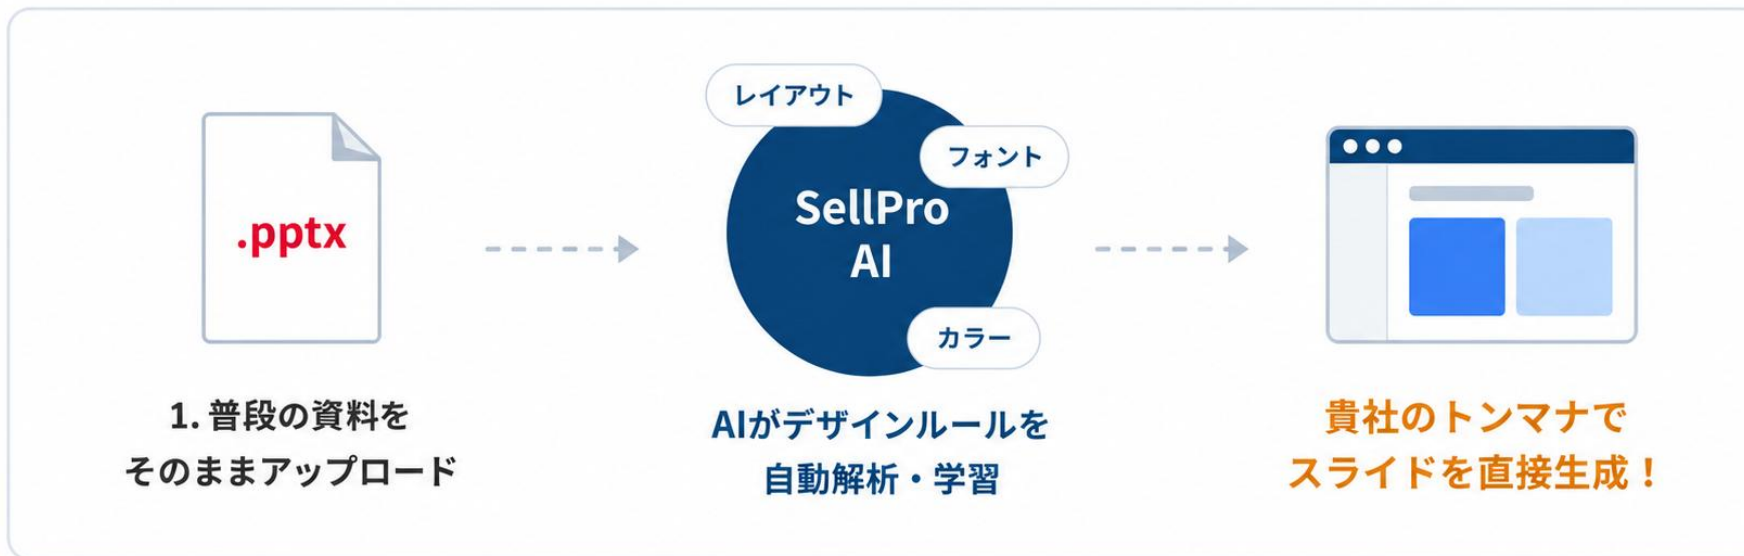 .pptx
1. 普段の資料を
そのままアップロード
レイアウト
フォント
SellPro
AI
カラー
AIがデザインルールを
自動解析・学習
貴社のトンマナで
スライドを直接生成！